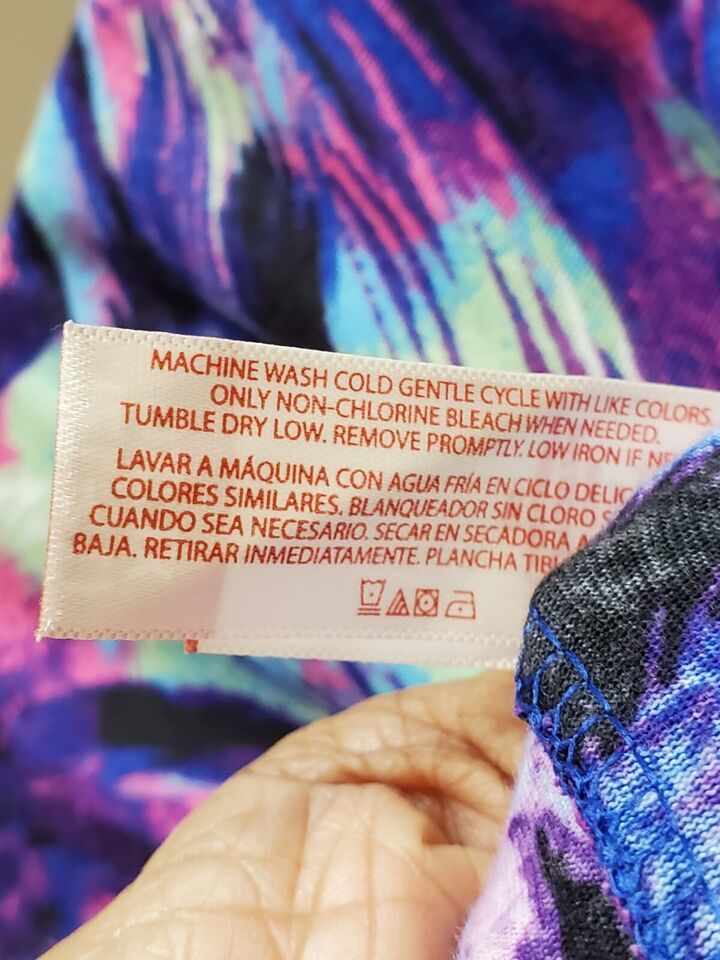 MACHINE WASH COLD GENTLE CYCLE WITH LIKE COLORS.
ONLY NON-CHLORINE BLEACH WHEN NEEDED.
TUMBLE DRY LOW. REMOVE PROMPTLY. LOW IRON IF
LAVAR A MÁQUINA CON AGUA FRÍA EN CICLO
COLORES SIMILARES. BLANQUEADOR SIN CLORO
CUANDO SEA NECESARIO. SECAR EN SECADORA A
BAJA. RETIRAR INMEDIATAMENTE. PLANCHA